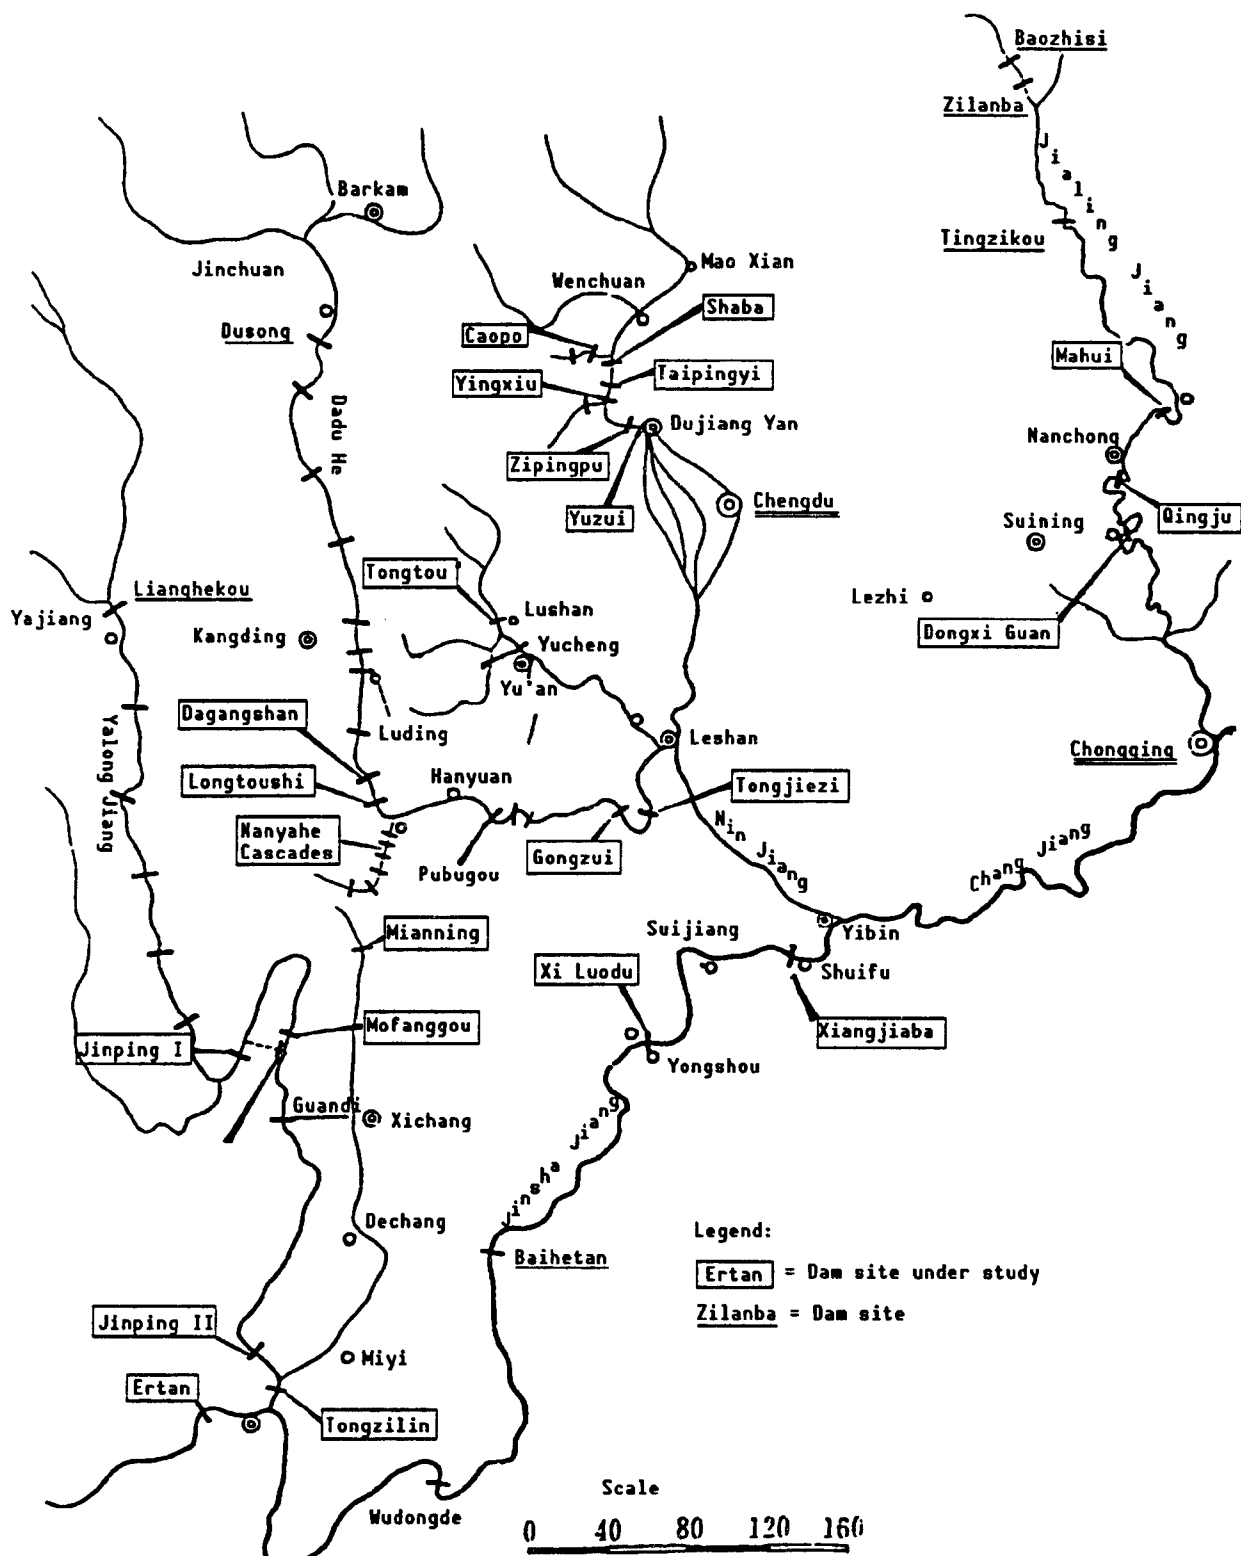 Baozhisi
Zilanba
Jialing Jiang
Barkam
Tingzikou
Jinchuan
Mao Xian
Wenchuan
Shaba
Dusong
Caopo
Mahui
Taipingyi
Yingxiu
Dadu He
Dujiang Yan
Nanchong
Zipingpu
Chengdu
Yuzui
Qingju
Suining
Tongtou
Lianghekou
Lezhi
Yajiang
Lushan
Kangding
Dongxi Guan
Yucheng
Yu'an
Dagangshan
Luding
Leshan
Yalong Jiang
Chongqing
Longtoushi
Hanyuan
Tongjiezi
Nanyahe
Cascades
Nin Jiang
Gongzui
Pubugou
Chang Jiang
Mianning
Suijiang
Yibin
Xi Luodu
Shuifu
Mofanggou
Xiangjiaba
Jinping I
Yongshou
Guandi
Xichang
Jinsha Jiang
Dechang
Legend:
Baihetan
Ertan = Dam site under study
Zilanba = Dam site
Jinping II
Miyi
Ertan
Tongzilin
Scale
Wudongde
0 40 80 120 160